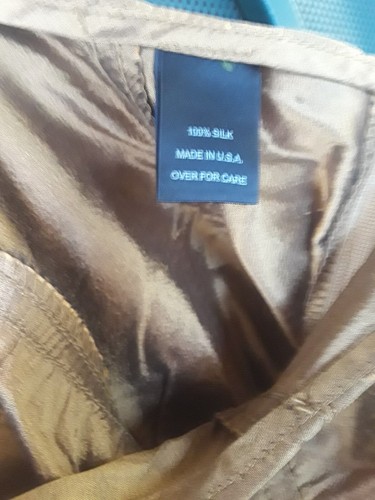 100% SILK
MADE IN U.S.A.
OVER FOR CARE